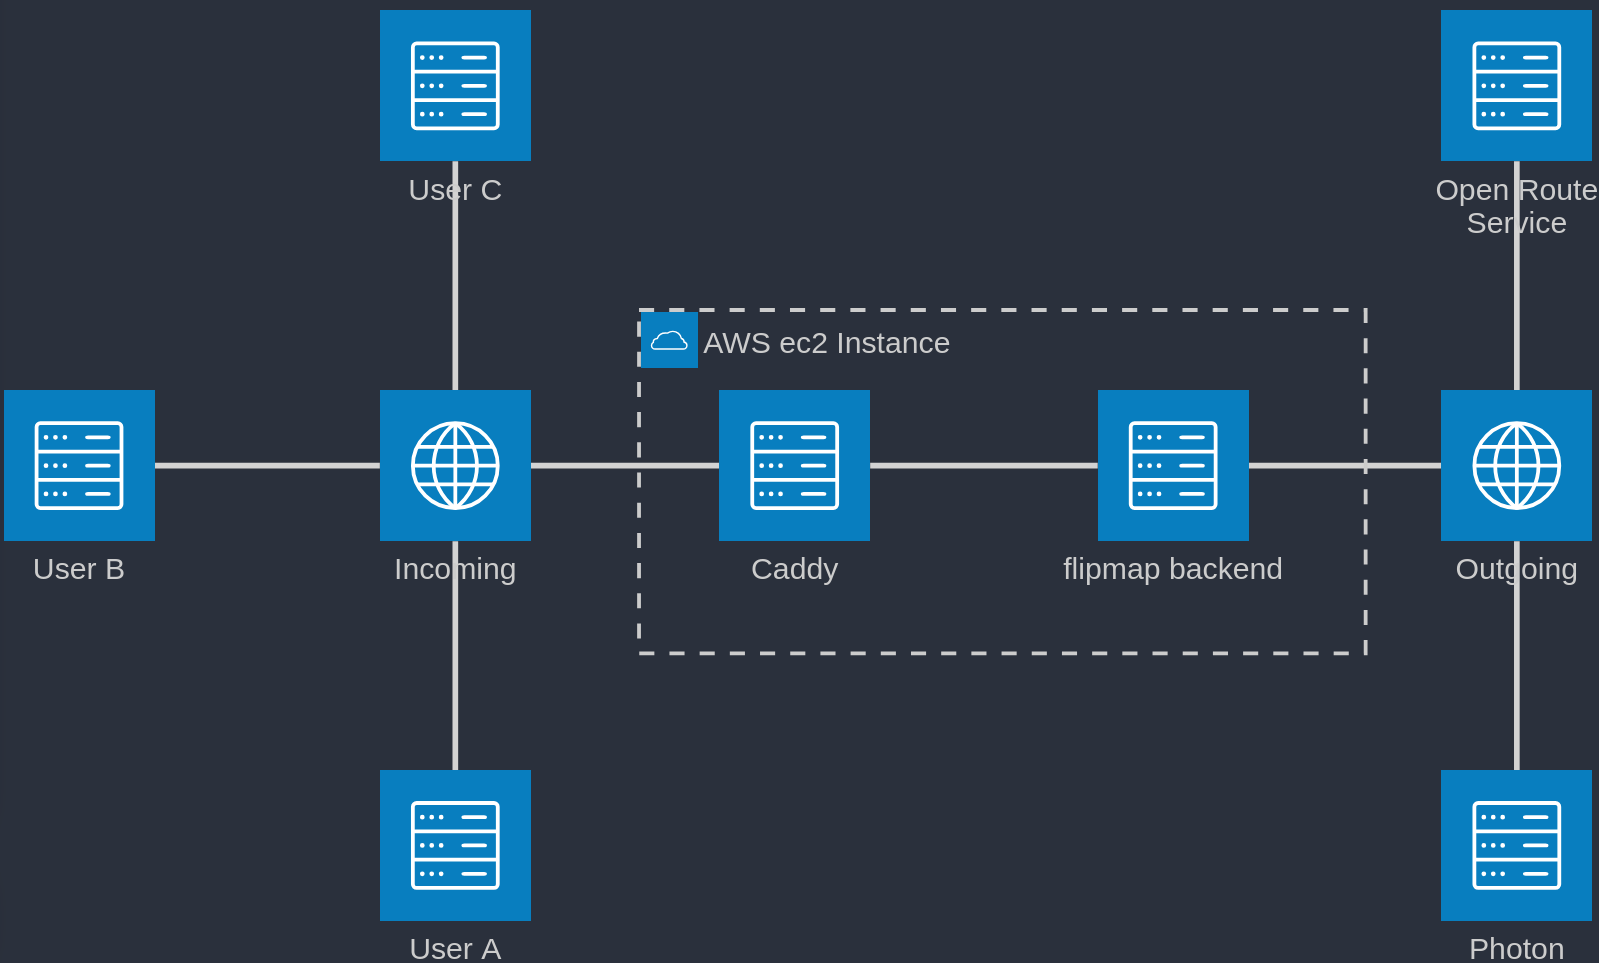 User C
Open Route
Service
AWS ec2 Instance
User B
Incoming
Caddy
flipmap backend
Outgoing
User A
Photon